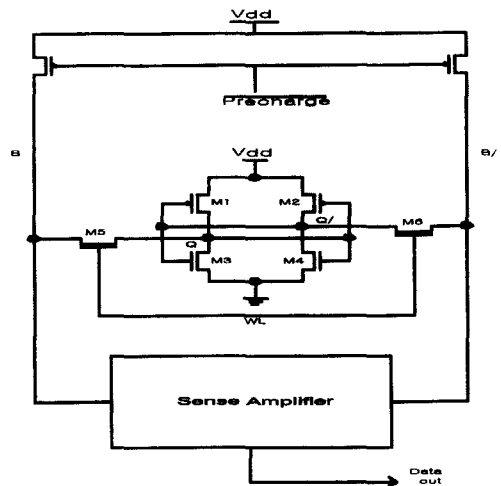 Vdd
Precharge
B
B/
Vdd
M1
M2
Q/
M5
M6
Q
M3
M4
WL
Sense Amplifier
Data
out